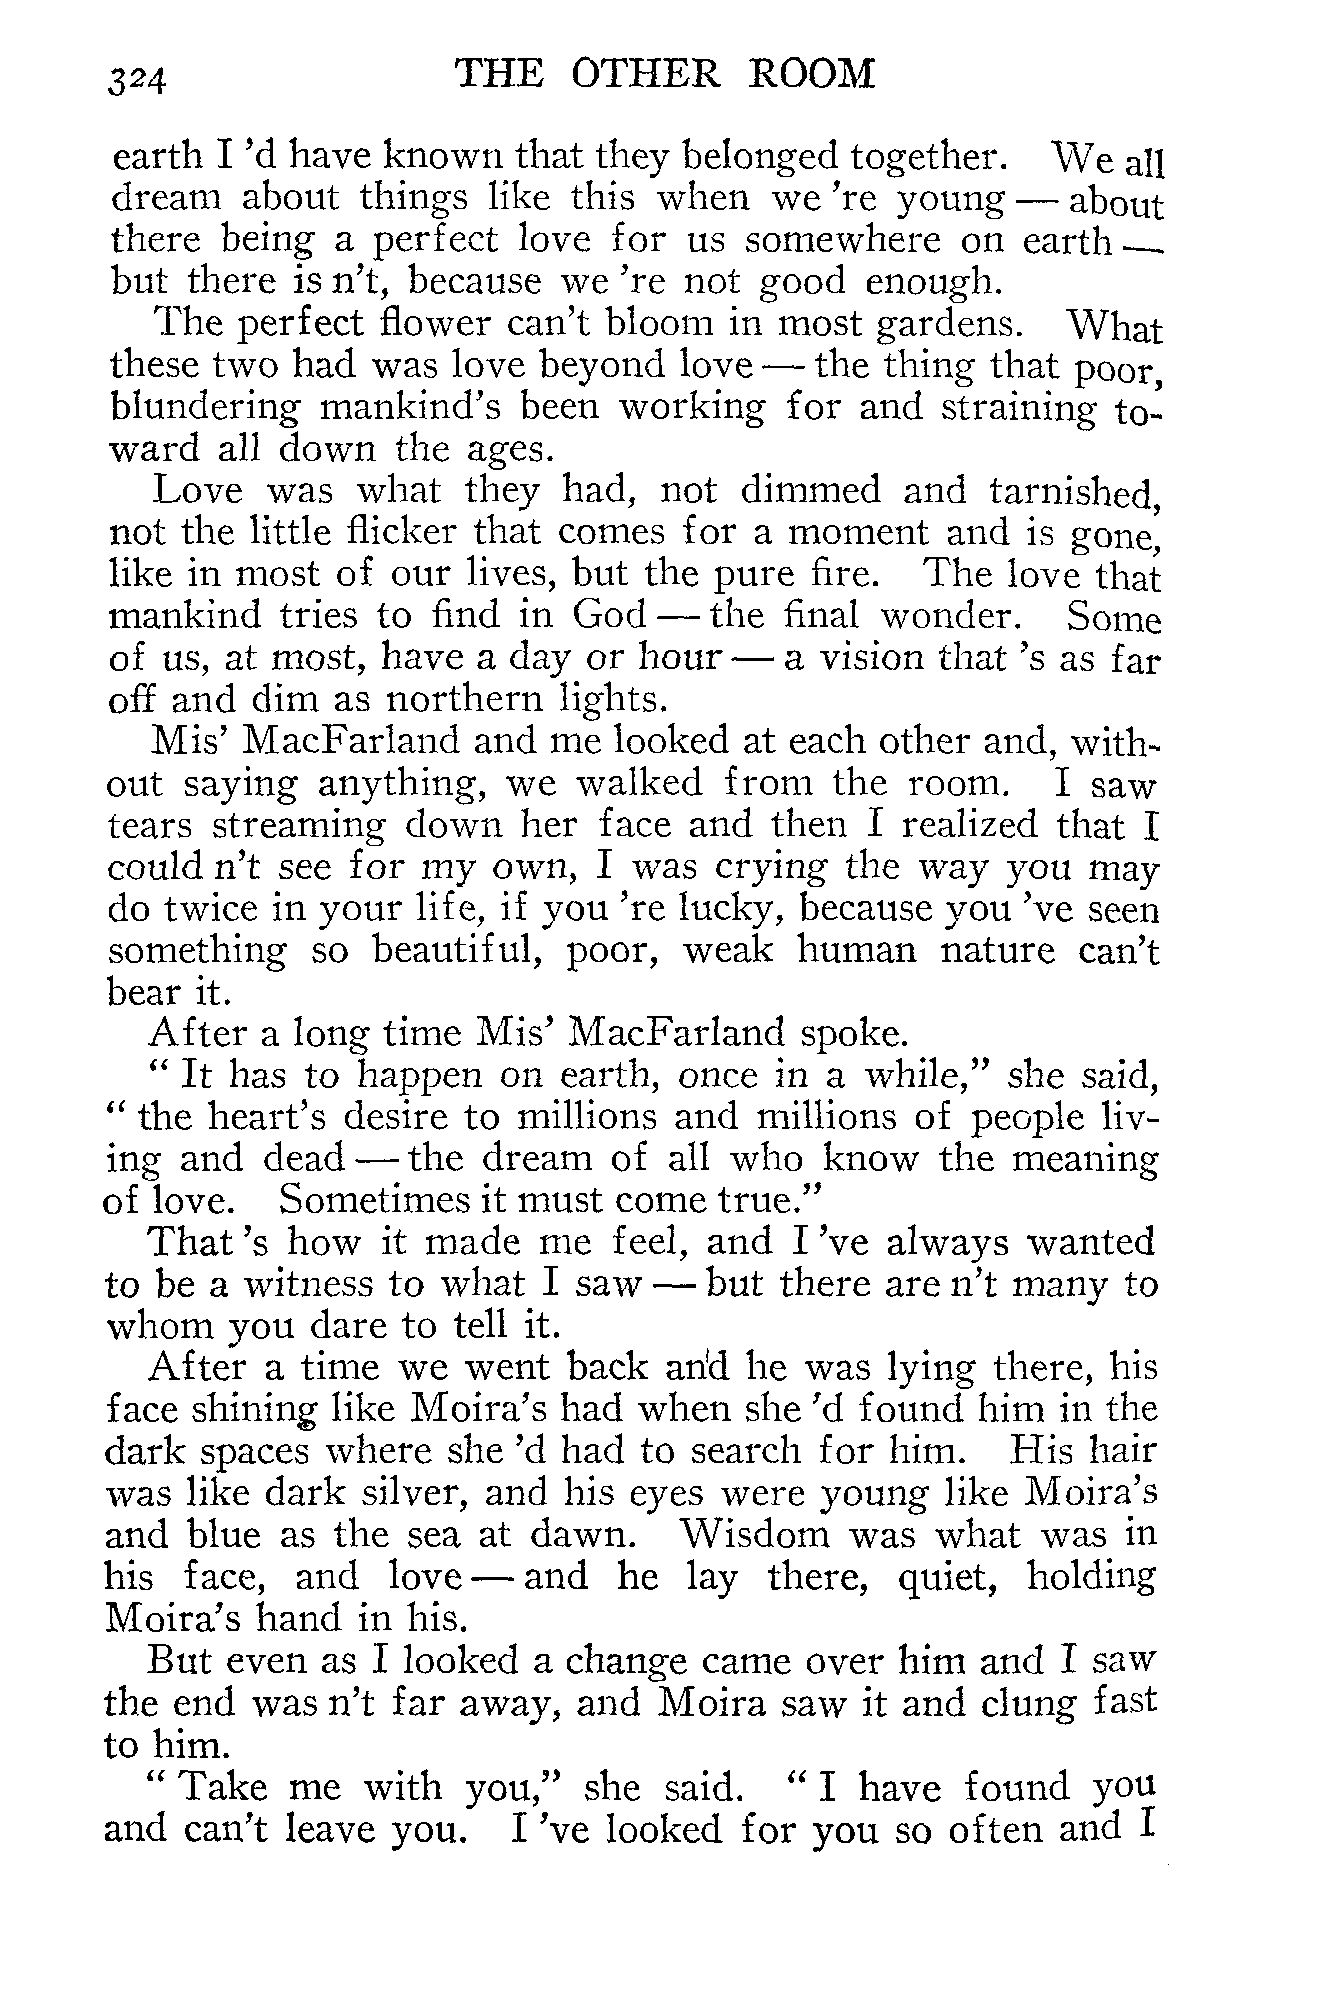 324 THE OTHER ROOM
earth I 'd have known that they belonged together. We all
dream about things like this when we 're young — about
there being a perfect love for us somewhere on earth —
but there is n't, because we 're not good enough.
The perfect flower can't bloom in most gardens. What
these two had was love beyond love — the thing that poor,
blundering mankind's been working for and straining to-
ward all down the ages.
Love was what they had, not dimmed and tarnished,
not the little flicker that comes for a moment and is gone,
like in most of our lives, but the pure fire. The love that
mankind tries to find in God — the final wonder. Some
of us, at most, have a day or hour — a vision that 's as far
off and dim as northern lights.
Mis' MacFarland and me looked at each other and, with-
out saying anything, we walked from the room. I saw
tears streaming down her face and then I realized that I
could n't see for my own, I was crying the way you may
do twice in your life, if you 're lucky, because you 've seen
something so beautiful, poor, weak human nature can't
bear it.
After a long time Mis' MacFarland spoke.
" It has to happen on earth, once in a while," she said,
" the heart's desire to millions and millions of people liv-
ing and dead — the dream of all who know the meaning
of love. Sometimes it must come true."
That 's how it made me feel, and I 've always wanted
to be a witness to what I saw — but there are n't many to
whom you dare to tell it.
After a time we went back and he was lying there, his
face shining like Moira's had when she 'd found him in the
dark spaces where she 'd had to search for him. His hair
was like dark silver, and his eyes were young like Moira's
and blue as the sea at dawn. Wisdom was what was in
his face, and love — and he lay there, quiet, holding
Moira's hand in his.
But even as I looked a change came over him and I saw
the end was n't far away, and Moira saw it and clung fast
to him.
" Take me with you," she said. " I have found you
and can't leave you. I 've looked for you so often and I